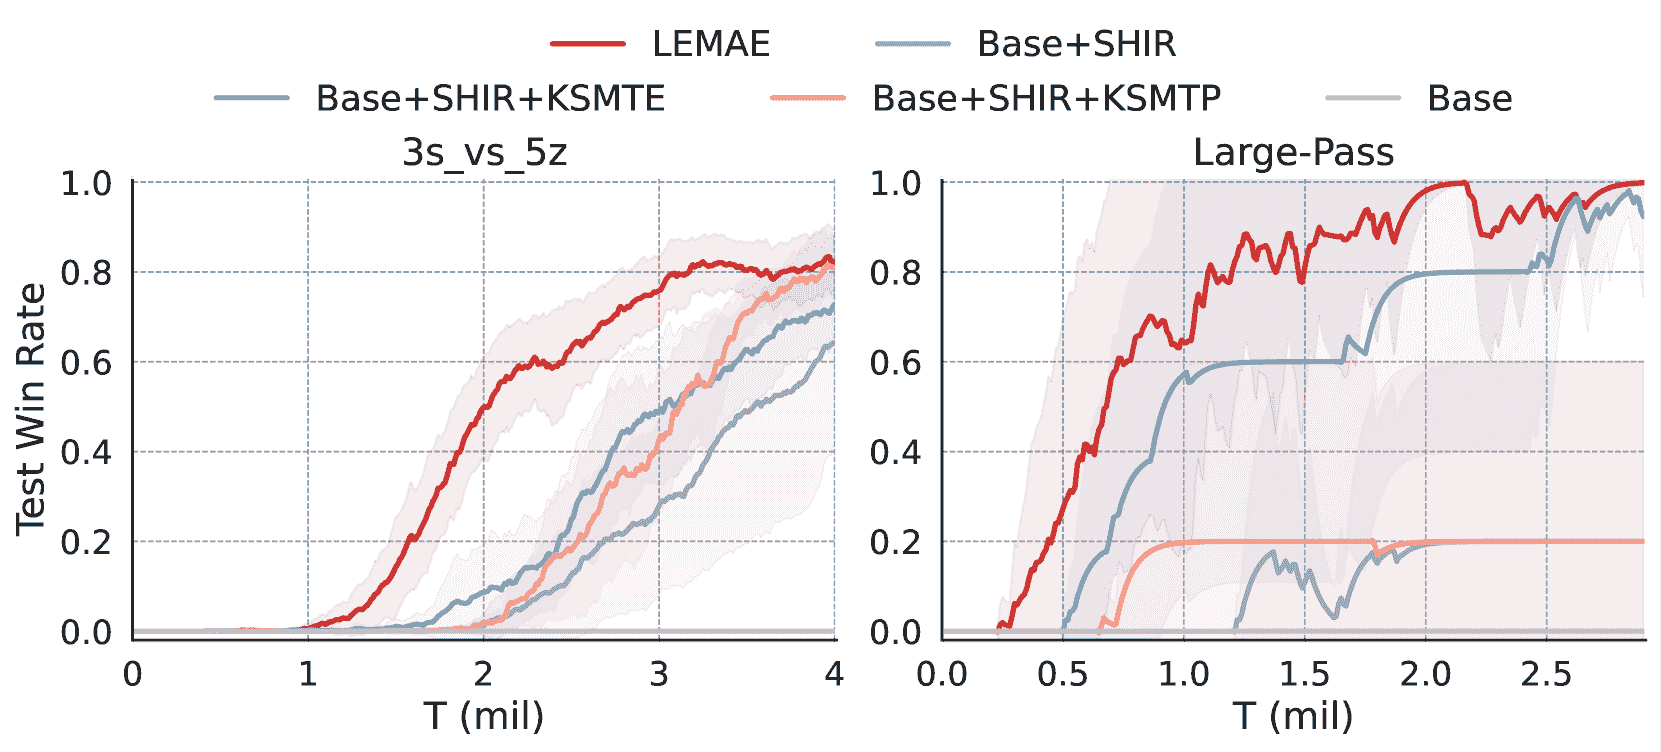 LEMAE Base+SHIR
Base+SHIR+KSMTE Base+SHIR+KSMTP Base
3s_vs_5z Large-Pass
Test Win Rate
1.0 1.0
0.8 0.8
0.6 0.6
0.4 0.4
0.2 0.2
0.0 0.0
0 1 2 3 4 0.0 0.5 1.0 1.5 2.0 2.5
T (mil) T (mil)